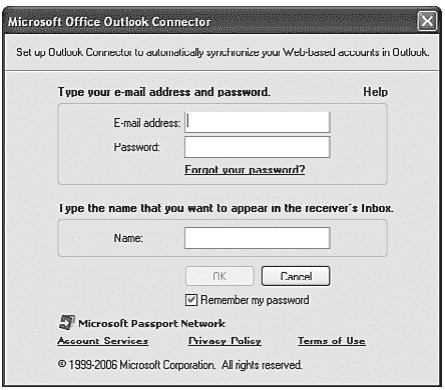 Microsoft Office Outlook Connector
Set up Outlook Connector to automatically synchronize your Web-based accounts in Outlook.
Type your e-mail address and password. Help
E-mail address:
Password:
Forgot your password?
Type the name that you want to appear in the receiver's Inbox.
Name:
OK Cancel
Remember my password
Microsoft Passport Network
Account Services Privacy Policy Terms of Use
© 1999-2006 Microsoft Corporation. All rights reserved.